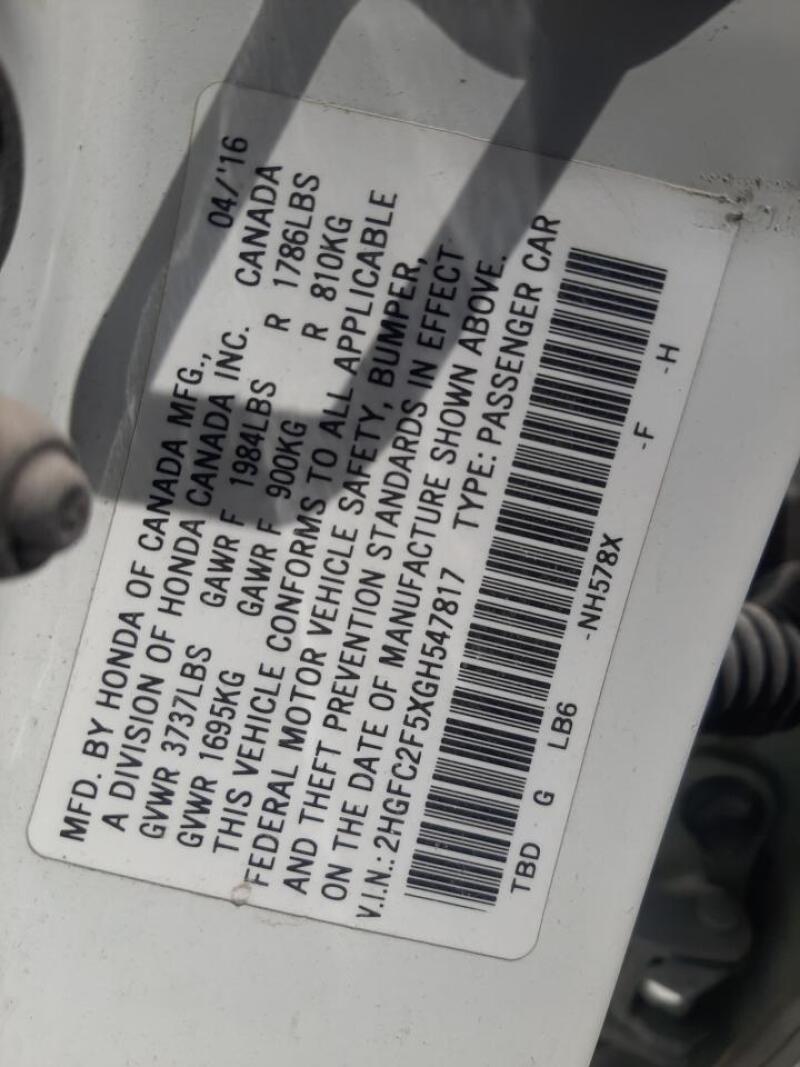 MFD. BY HONDA OF CANADA MFG., 04/'16
A DIVISION OF HONDA CANADA INC. CANADA
GVWR 3737LBS GAWR F 1984LBS R 1786LBS
GVWR 1695KG GAWR F 900KG R 810KG
THIS VEHICLE CONFORMS TO ALL APPLICABLE
FEDERAL MOTOR VEHICLE SAFETY, BUMPER,
AND THEFT PREVENTION STANDARDS IN EFFECT
ON THE DATE OF MANUFACTURE SHOWN ABOVE.
V.I.N.: 2HGFC2F5XGH547817 TYPE: PASSENGER CAR
TBD G LB6 -NH578X -F -H